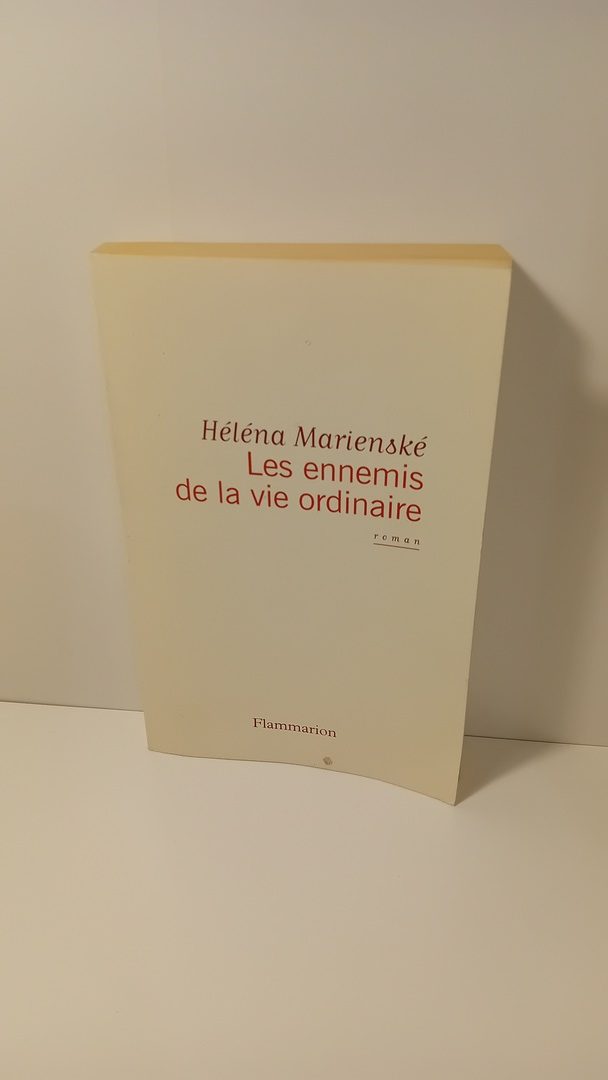 Héléna Marienské
Les ennemis
de la vie ordinaire
roman
Flammarion